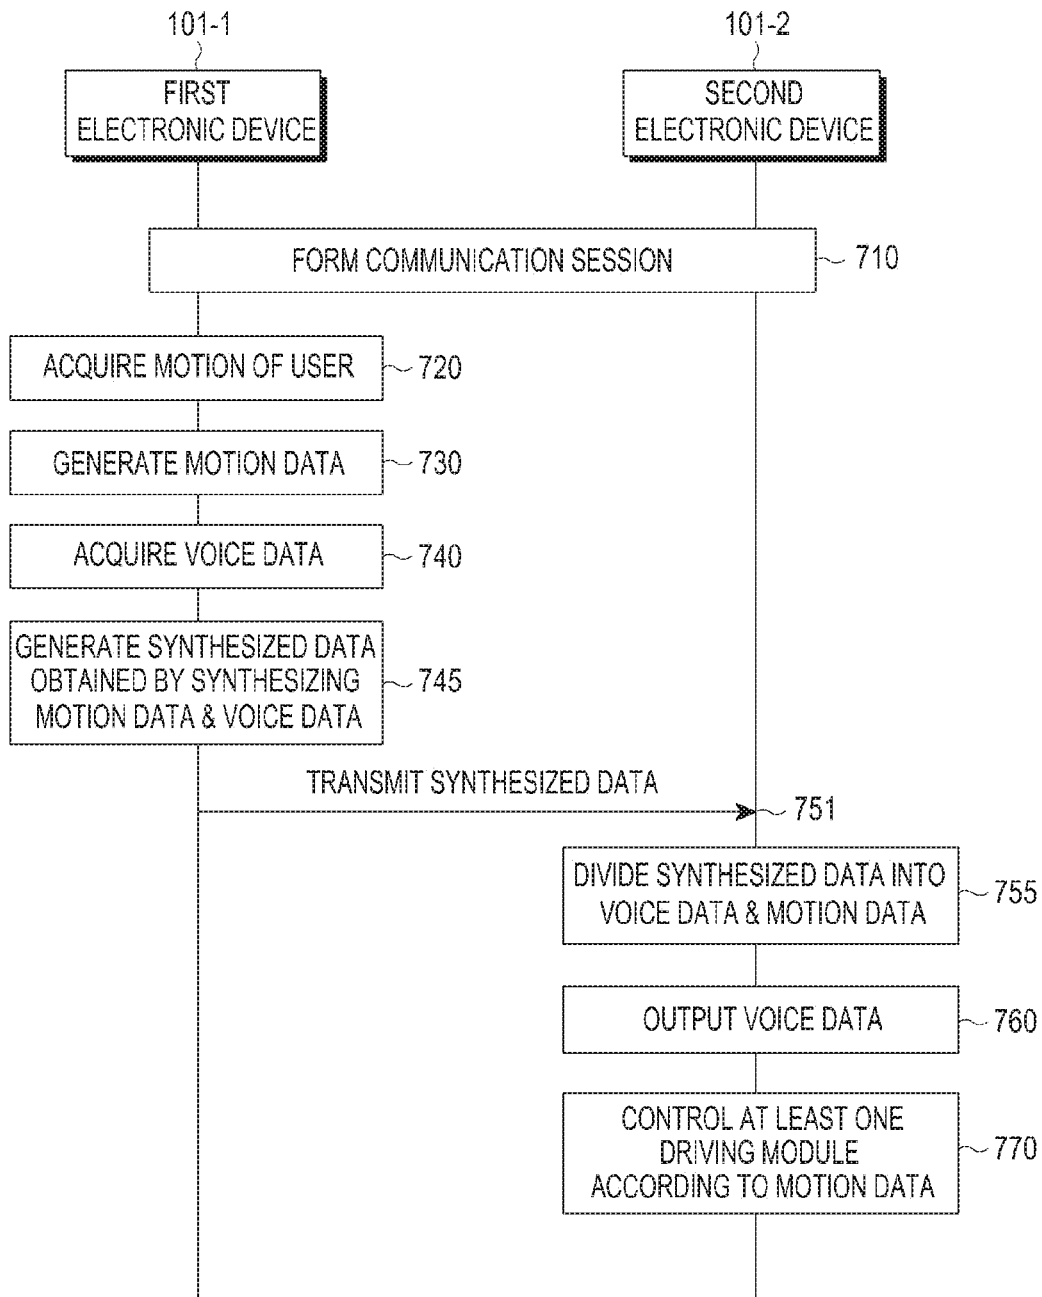 101-1
101-2
FIRST
ELECTRONIC DEVICE
SECOND
ELECTRONIC DEVICE
FORM COMMUNICATION SESSION
710
ACQUIRE MOTION OF USER
720
GENERATE MOTION DATA
730
ACQUIRE VOICE DATA
740
GENERATE SYNTHESIZED DATA
OBTAINED BY SYNTHESIZING
MOTION DATA & VOICE DATA
745
TRANSMIT SYNTHESIZED DATA
751
DIVIDE SYNTHESIZED DATA INTO
VOICE DATA & MOTION DATA
755
OUTPUT VOICE DATA
760
CONTROL AT LEAST ONE
DRIVING MODULE
ACCORDING TO MOTION DATA
770